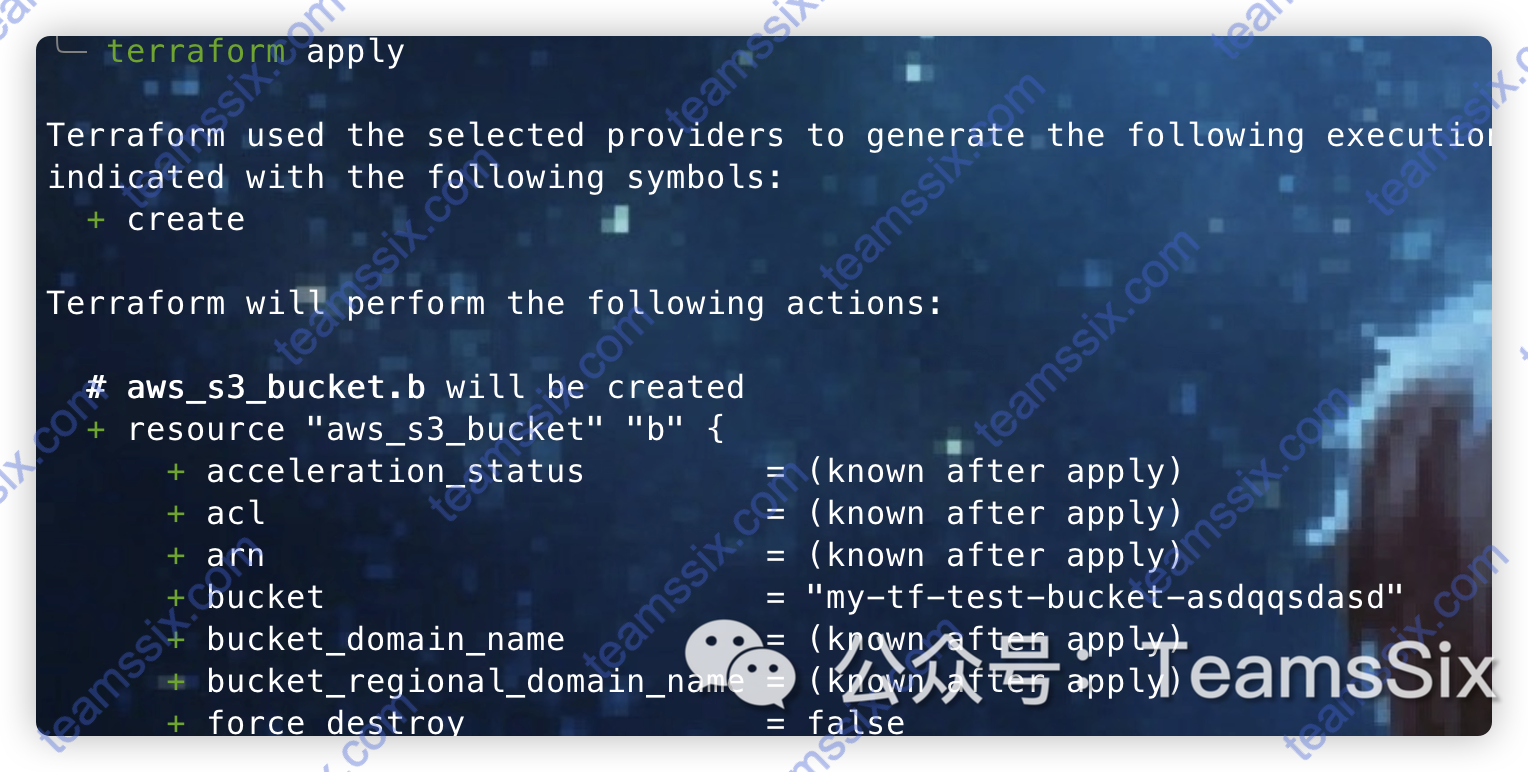 ╰─ terraform apply
Terraform used the selected providers to generate the following execution
indicated with the following symbols:
+ create
Terraform will perform the following actions:
# aws_s3_bucket.b will be created
+ resource "aws_s3_bucket" "b" {
+ acceleration_status = (known after apply)
+ acl = (known after apply)
+ arn = (known after apply)
+ bucket = "my-tf-test-bucket-asdqqsdasd"
+ bucket_domain_name = (known after apply)
+ bucket_regional_domain_name = (known after apply)
+ force_destroy = false
公众号：TeamsSix
teamssix.com